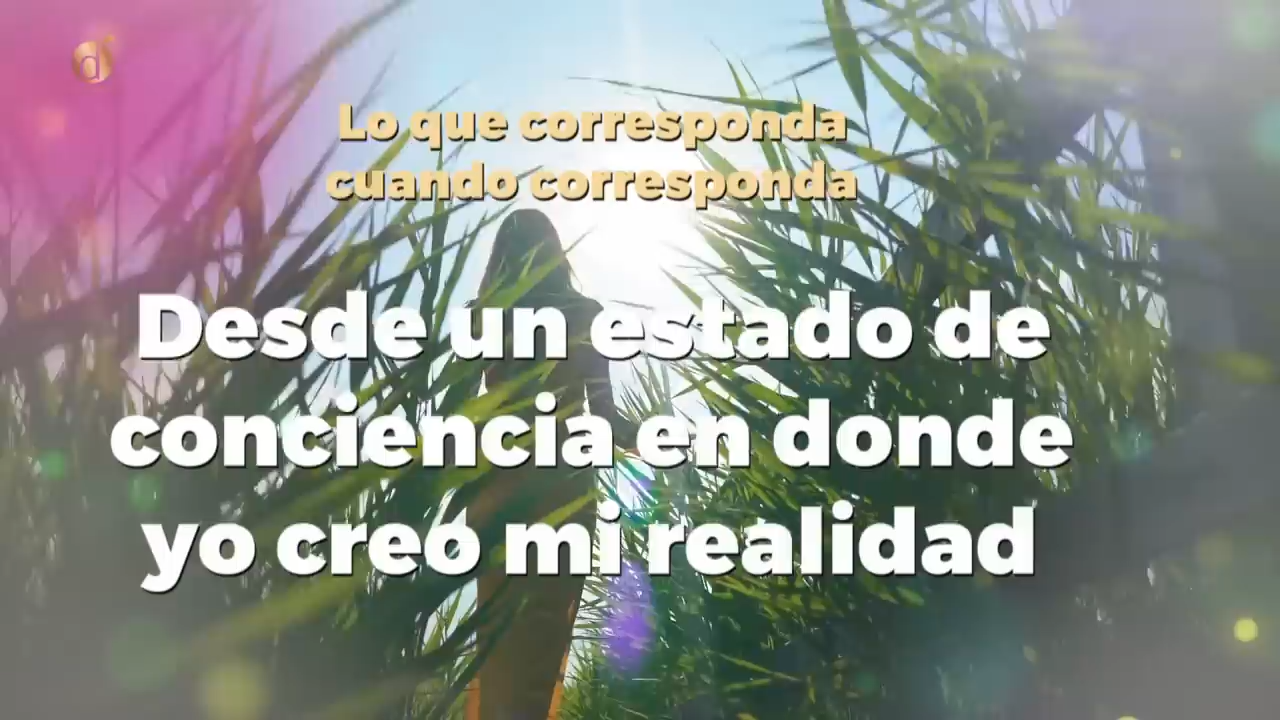 d
Lo que corresponda
cuando corresponda
Desde un estado de
conciencia en donde
yo creo mi realidad